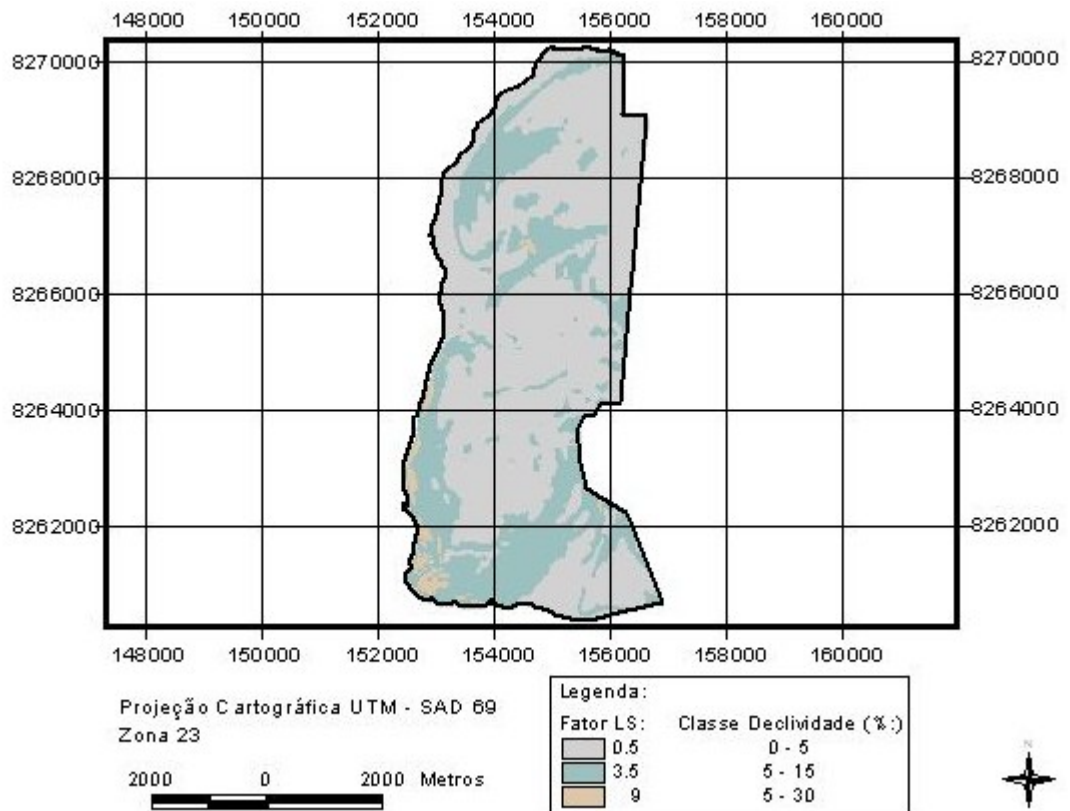 148000 150000 152000 154000 156000 158000 160000
8270000 8270000
8268000 8268000
8266000 8266000
8264000 8264000
8262000 8262000
148000 150000 152000 154000 156000 158000 160000
Projeção Cartográfica UTM - SAD 69
Zona 23
2000 0 2000 Metros
Legenda:
Fator LS: Classe Declividade (%:)
0.5 0 - 5
3.5 5 - 15
9 5 - 30
N